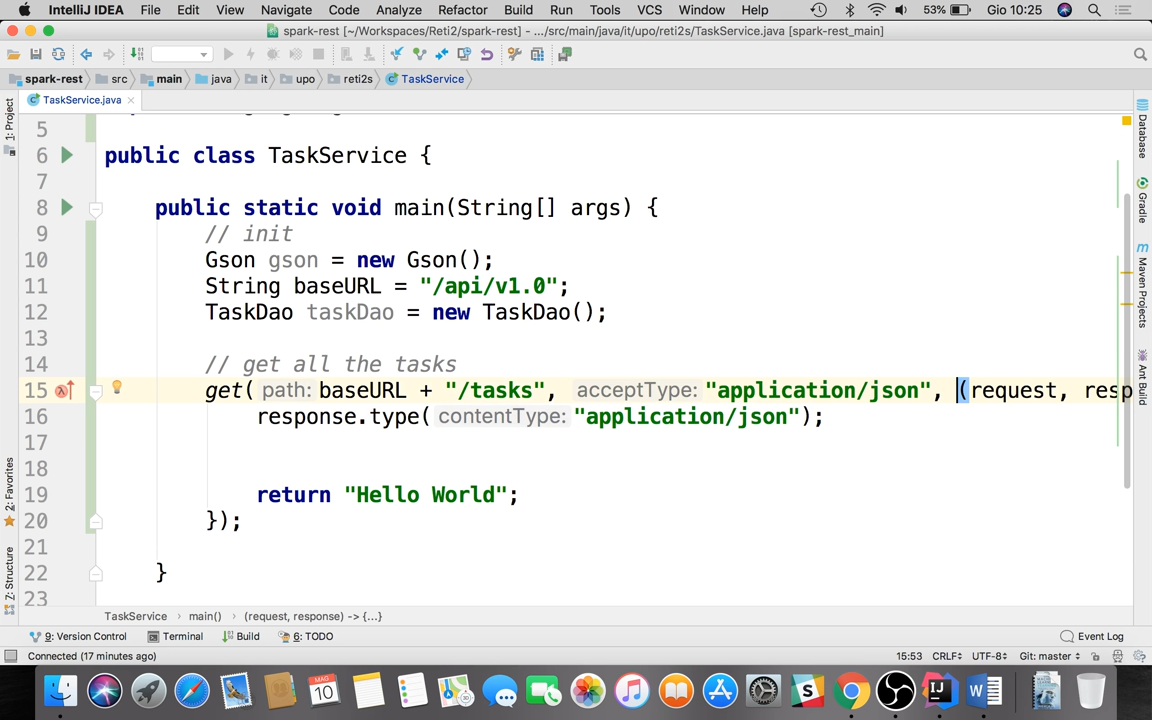 IntelliJ IDEA File Edit View Navigate Code Analyze Refactor Build Run Tools VCS Window Help 53% Gio 10:25
spark-rest [~/Workspaces/Reti2/spark-rest] - .../src/main/java/it/upo/reti2s/TaskService.java [spark-rest_main]
spark-rest src main java it upo reti2s TaskService
TaskService.java
1: Project
2: Favorites
Z: Structure
Database
Gradle
m
Maven Projects
Ant Build
5
6 public class TaskService {
7
8 public static void main(String[] args) {
9 // init
10 Gson gson = new Gson();
11 String baseURL = "/api/v1.0";
12 TaskDao taskDao = new TaskDao();
13
14 // get all the tasks
15 get( path: baseURL + "/tasks", acceptType: "application/json", (request, resp
16 response.type( contentType: "application/json");
17
18
19 return "Hello World";
20 });
21
22 }
23
TaskService main() (request, response) -> {...}
9: Version Control Terminal Build 6: TODO Event Log
Connected (17 minutes ago) 15:53 CRLF UTF-8 Git: master
MAG
10
S
IJ
W